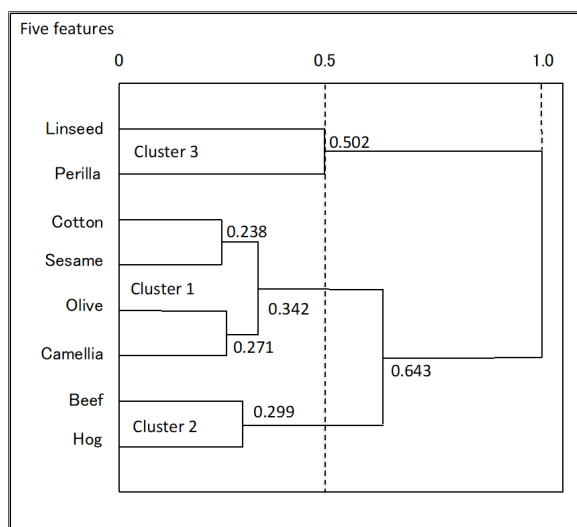 Five features
0 0.5 1.0
Linseed
0.502
Cluster 3
Perilla
Cotton
0.238
Sesame
Cluster 1
Olive
0.342
Camellia
0.271
0.643
Beef
0.299
Cluster 2
Hog